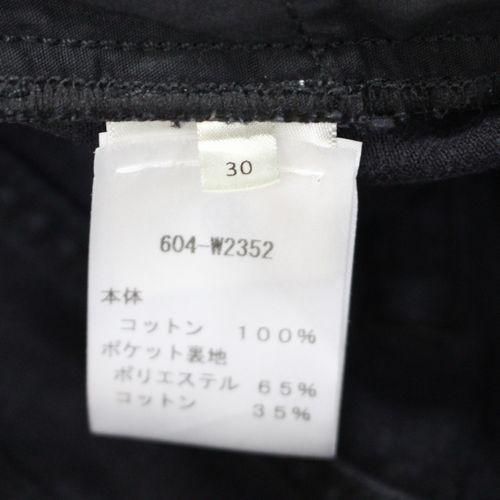 30
604-W2352
本体
コットン 100%
ポケット裏地
ポリエステル 65%
コットン 35%